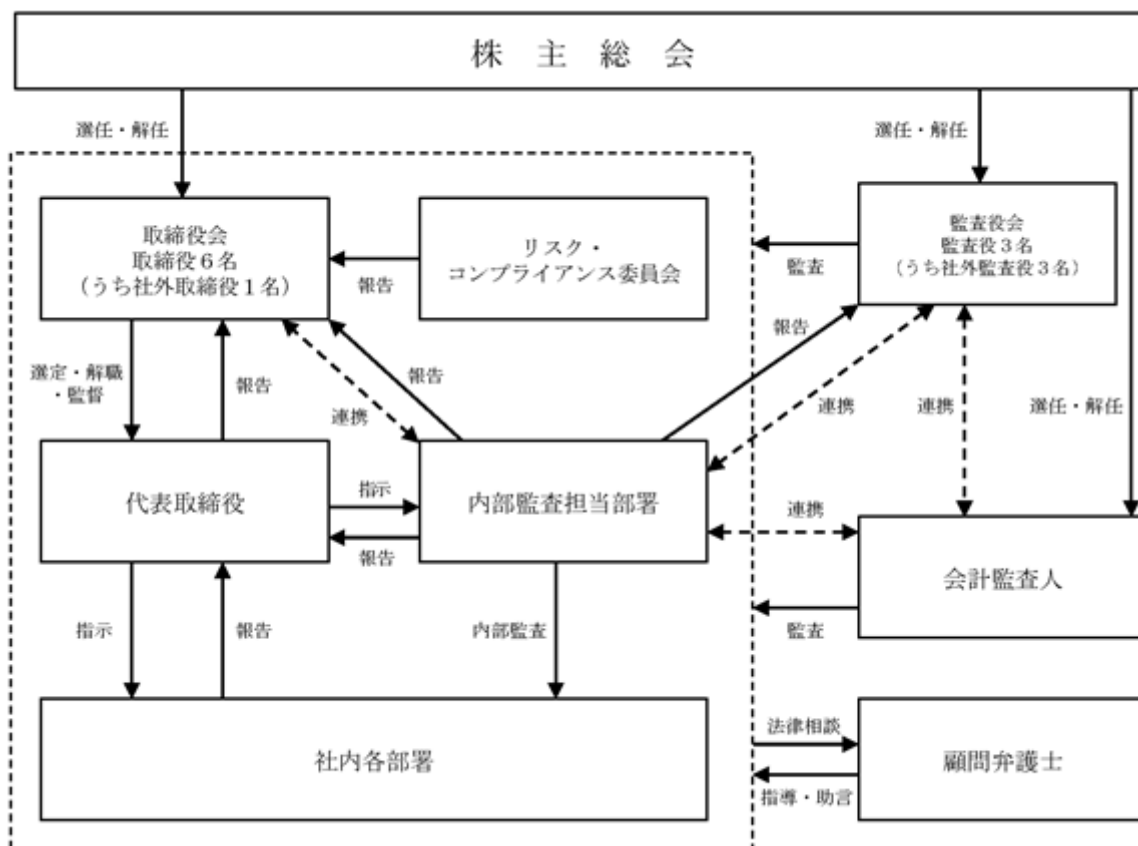 株 主 総 会
選任・解任
選任・解任
取締役会
取締役６名
（うち社外取締役１名）
報告
リスク・
コンプライアンス委員会
監査
監査役会
監査役３名
（うち社外監査役３名）
選定・解職
・監督
報告
連携
報告
報告
連携
連携
選任・解任
代表取締役
指示
報告
内部監査担当部署
連携
会計監査人
監査
指示
報告
内部監査
社内各部署
法律相談
指導・助言
顧問弁護士